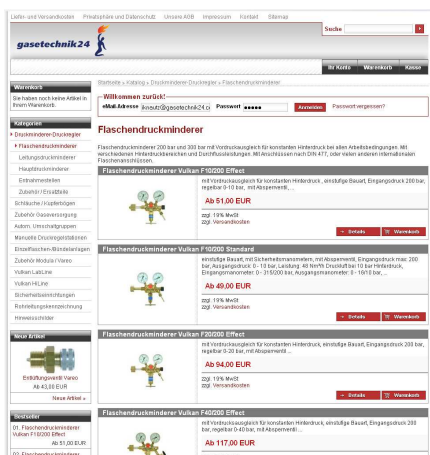 Liefer- und Versandkosten Privatsphäre und Datenschutz Unsere AGB Impressum Kontakt Sitemap
Suche
gasetechnik24
Ihr Konto Warenkorb Kasse
Startseite » Katalog » Druckminderer-Druckregler » Flaschendruckminderer
Warenkorb
Sie haben noch keine Artikel in
Ihrem Warenkorb.
Willkommen zurück!
eMail-Adresse Passwort Anmelden Passwort vergessen?
Kategorien
Druckminderer-Druckregler
Flaschendruckminderer
Leitungsdruckminderer
Hauptdruckminderer
Entnahmestellen
Zubehör / Ersatzteile
Schläuche / Küpferbögen
Zubehör Gaseversorgung
Autom. Umschaltgruppen
Manuelle Druckregelstationen
Einzelflaschen-/Bündelanlagen
Zubehör Modula / Vareo
Vulkan LabLine
Vulkan HiLine
Sicherheitseinrichtungen
Rohrleitungskennzeichnung
Hinweisschilder
Neue Artikel
Entlüftungsventil Vareo
Ab 43,00 EUR
Neue Artikel »
Bestseller
01. Flaschendruckminderer
Vulkan F10/200 Effect
Ab 51,00 EUR
02. Flaschendruckminderer
Flaschendruckminderer
Flaschendruckminderer 200 bar und 300 bar mit Vordruckausgleich für konstanten Hinterdruck bei allen Arbeitsbedingungen. Mit
verschiedenen Hinterdruckbereichen und Durchflussleistungen. Mit Anschlüssen nach DIN 477, oder vielen anderen internationalen
Flaschenanschlüssen.
Flaschendruckminderer Vulkan F10/200 Effect
mit Vordruckausgleich für konstanten Hinterdruck, einstufige Bauart, Eingangsdruck 200 bar,
regelbar 0-10 bar, mit Absperrventil, ...
Ab 51,00 EUR
zzgl. 19% MwSt
zzgl. Versandkosten
Details Warenkorb
Flaschendruckminderer Vulkan F10/200 Standard
einstufige Bauart, mit Sicherheitsmanometern, mit Absperrventil, Eingangsdruck max. 200
bar, Ausgangsdruck: 0 - 10 bar, Leistung: 48 Nm³/h Druckluft bei 10 bar Hinterdruck,
Eingangsmanometer: 0 - 315/200 bar, Ausgangsmanometer: 0 - 16/10 bar, ...
Ab 49,00 EUR
zzgl. 19% MwSt
zzgl. Versandkosten
Details Warenkorb
Flaschendruckminderer Vulkan F20/200 Effect
mit Vordruckausgleich für konstanten Hinterdruck, einstufige Bauart, Eingangsdruck 200 bar,
regelbar 0-20 bar, mit Absperrventil ...
Ab 94,00 EUR
zzgl. 19% MwSt
zzgl. Versandkosten
Details Warenkorb
Flaschendruckminderer Vulkan F40/200 Effect
mit Vordruckausgleich für konstanten Hinterdruck, einstufige Bauart, Eingangsdruck 200
bar, regelbar 0-40 bar, mit Absperrventil ...
Ab 117,00 EUR